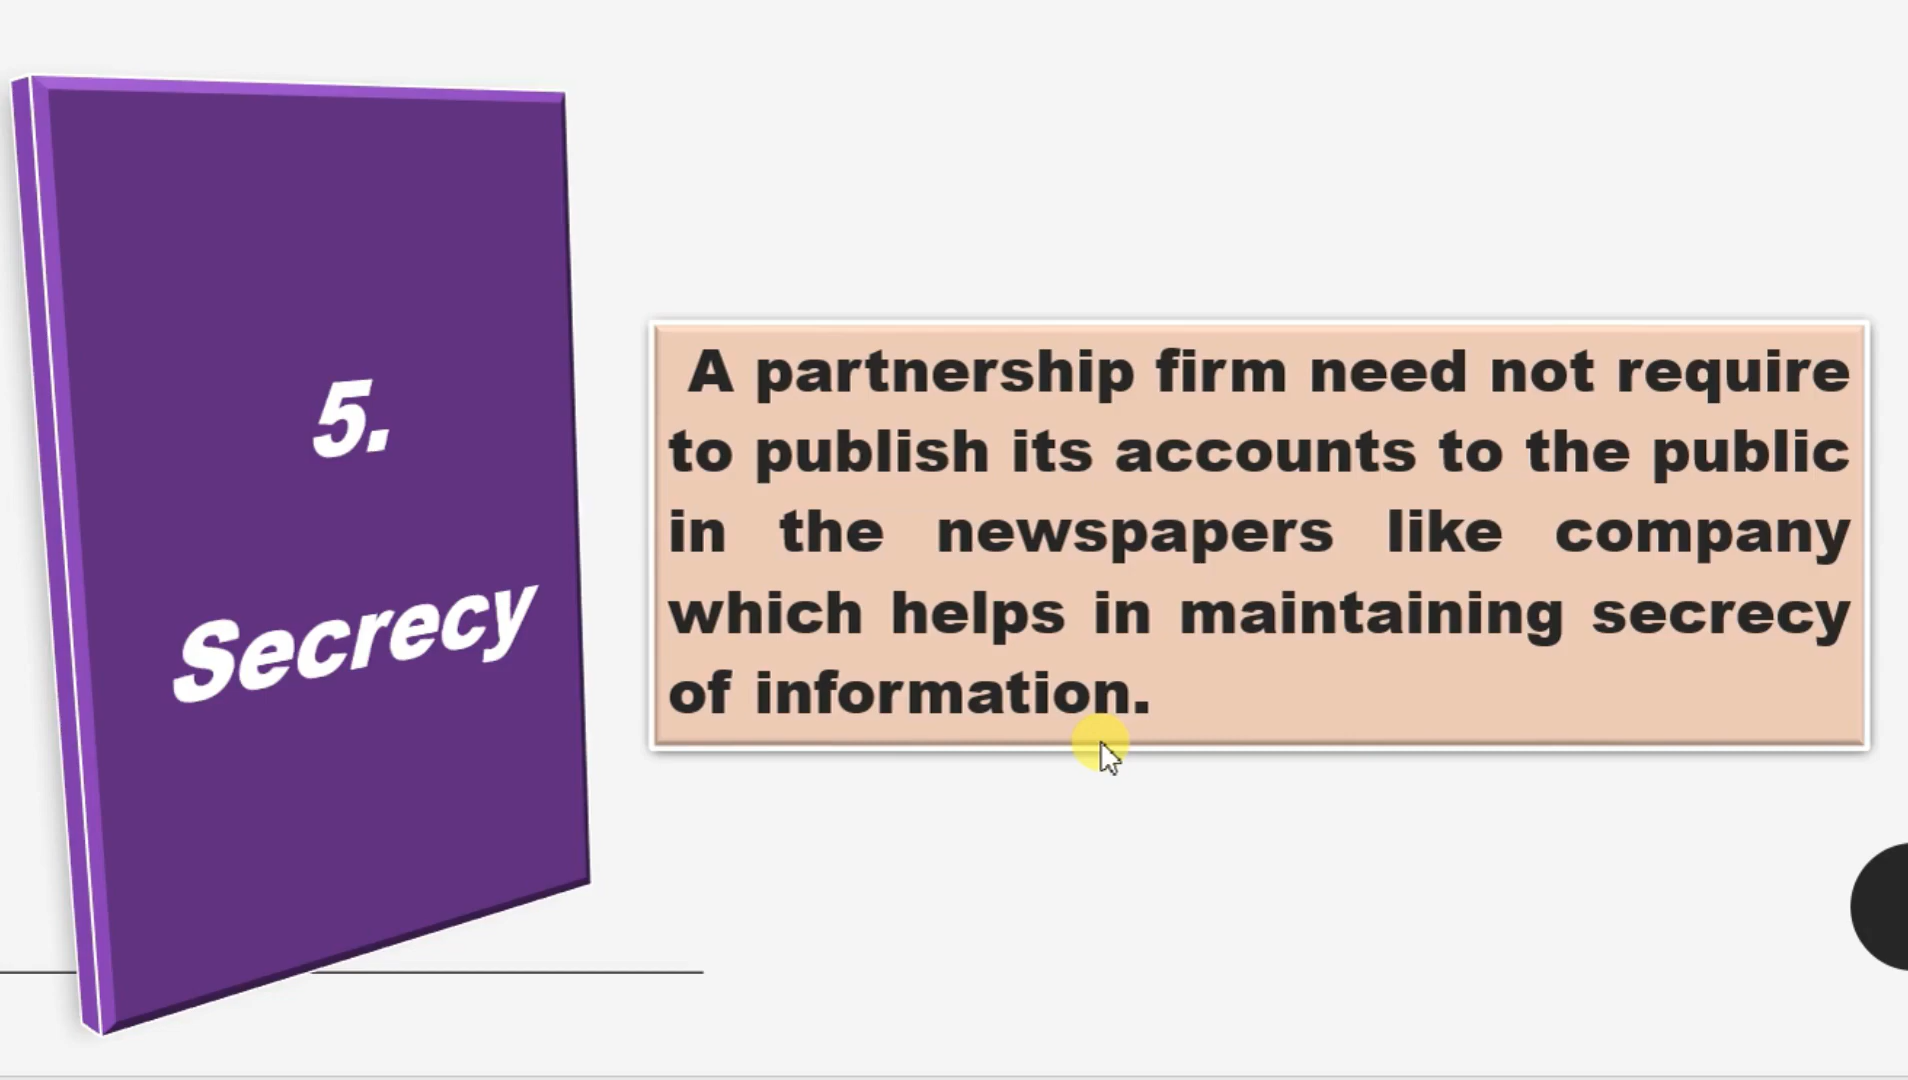 5.
Secrecy
A partnership firm need not require
to publish its accounts to the public
in the newspapers like company
which helps in maintaining secrecy
of information.